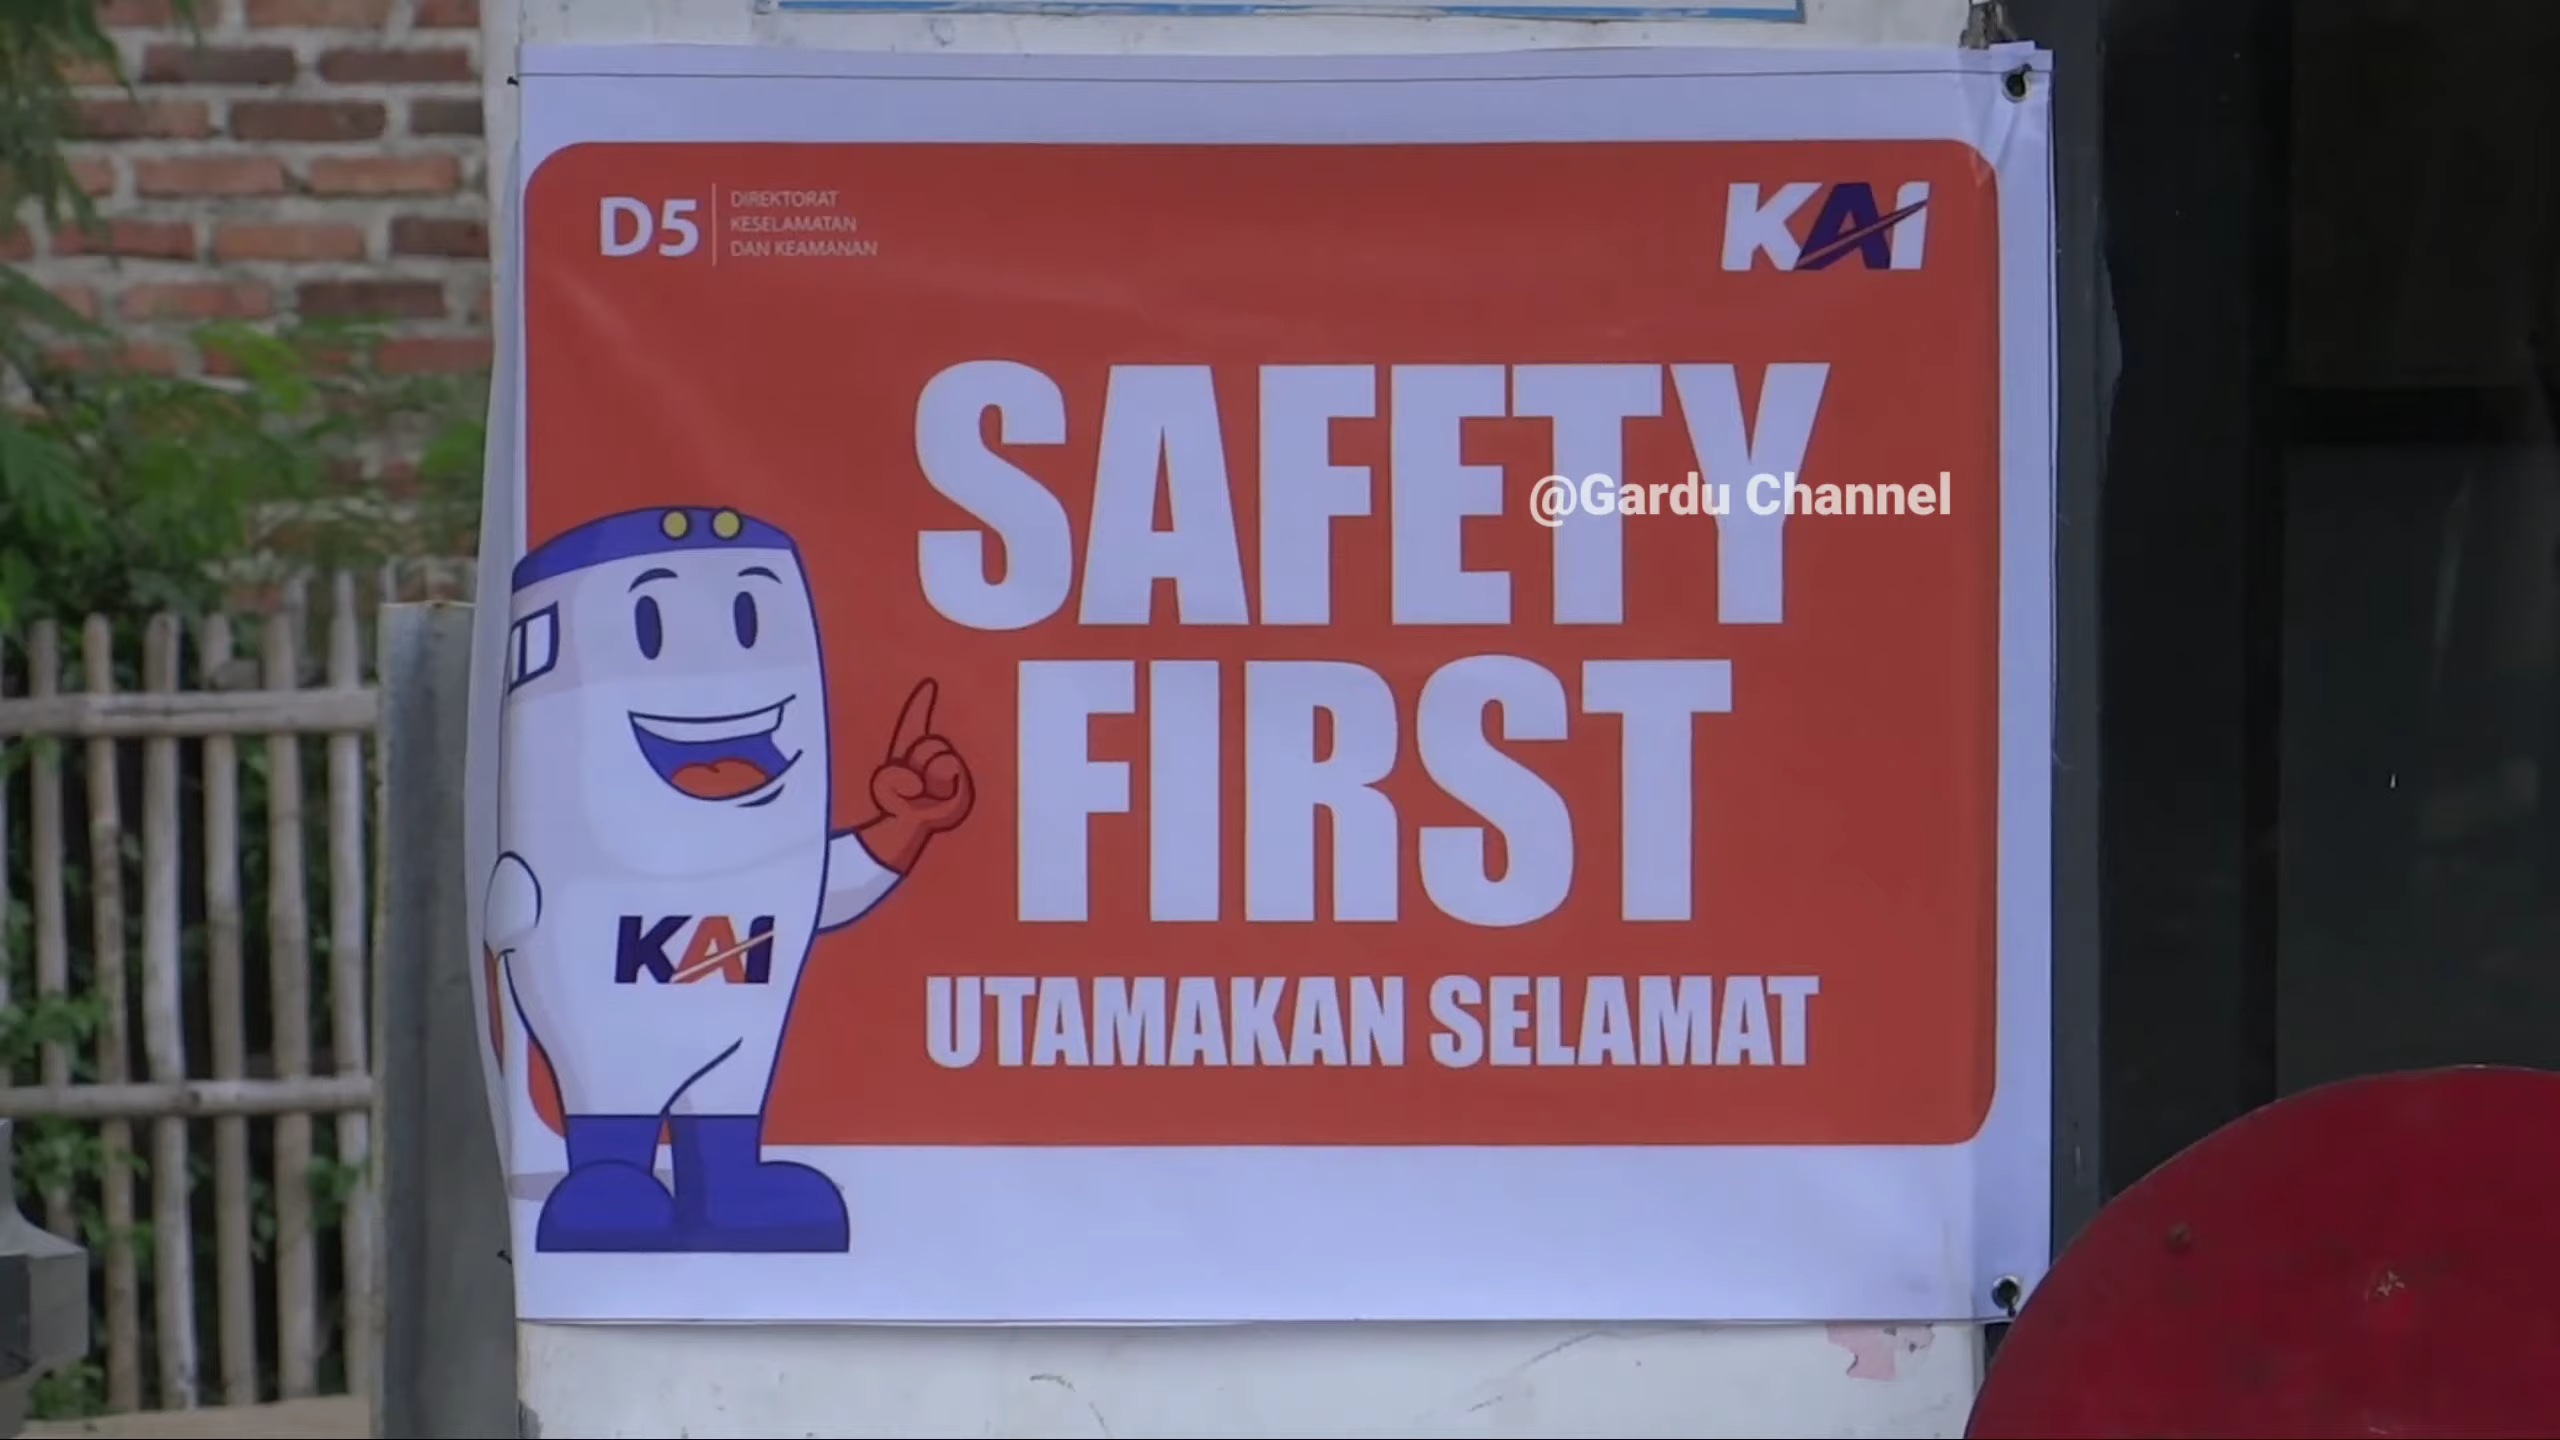 D5
DIREKTORAT
KESELAMATAN
DAN KEAMANAN
KAI
SAFETY
@Gardu Channel
FIRST
KAI
UTAMAKAN SELAMAT